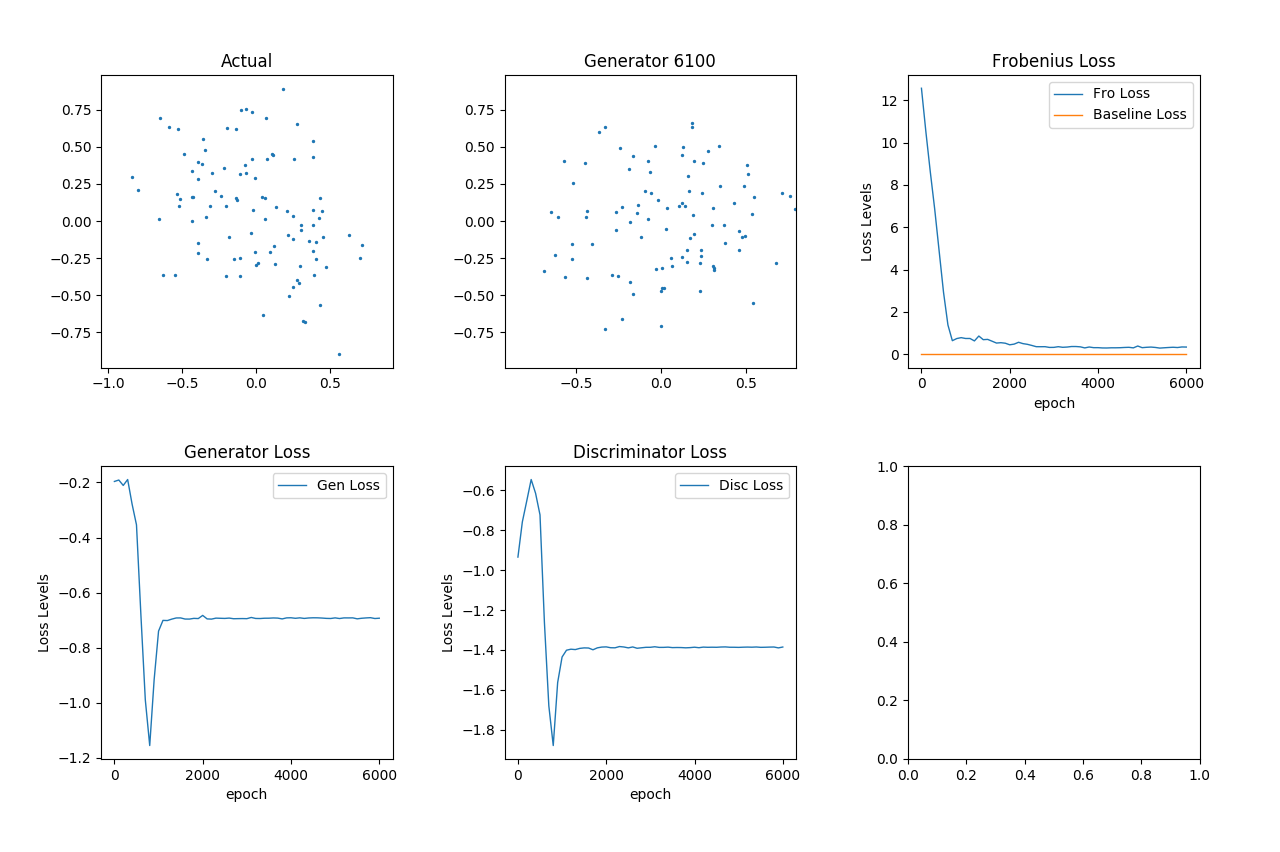 Actual
0.75
0.50
0.25
0.00
−0.25
−0.50
−0.75
−1.0 −0.5 0.0 0.5
Generator 6100
0.75
0.50
0.25
0.00
−0.25
−0.50
−0.75
−0.5 0.0 0.5
Frobenius Loss
Fro Loss
Baseline Loss
Loss Levels
12
10
8
6
4
2
0
0 2000 4000 6000
epoch
Generator Loss
Gen Loss
Loss Levels
−0.2
−0.4
−0.6
−0.8
−1.0
−1.2
0 2000 4000 6000
epoch
Discriminator Loss
Disc Loss
Loss Levels
−0.6
−0.8
−1.0
−1.2
−1.4
−1.6
−1.8
0 2000 4000 6000
epoch
1.0
0.8
0.6
0.4
0.2
0.0
0.0 0.2 0.4 0.6 0.8 1.0